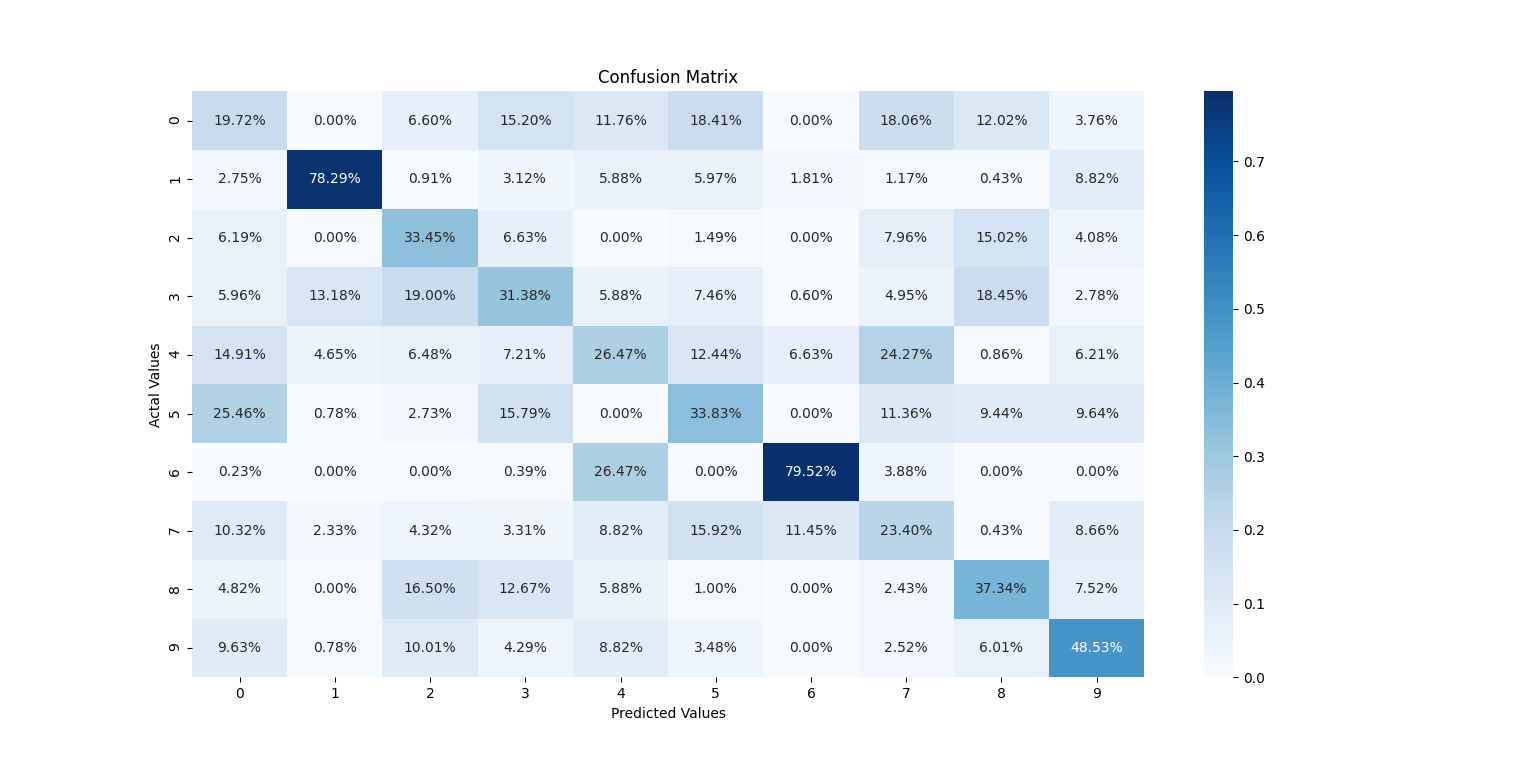 Confusion Matrix
0 19.72% 0.00% 6.60% 15.20% 11.76% 18.41% 0.00% 18.06% 12.02% 3.76%
1 2.75% 78.29% 0.91% 3.12% 5.88% 5.97% 1.81% 1.17% 0.43% 8.82%
2 6.19% 0.00% 33.45% 6.63% 0.00% 1.49% 0.00% 7.96% 15.02% 4.08%
3 5.96% 13.18% 19.00% 31.38% 5.88% 7.46% 0.60% 4.95% 18.45% 2.78%
4 14.91% 4.65% 6.48% 7.21% 26.47% 12.44% 6.63% 24.27% 0.86% 6.21%
5 25.46% 0.78% 2.73% 15.79% 0.00% 33.83% 0.00% 11.36% 9.44% 9.64%
6 0.23% 0.00% 0.00% 0.39% 26.47% 0.00% 79.52% 3.88% 0.00% 0.00%
7 10.32% 2.33% 4.32% 3.31% 8.82% 15.92% 11.45% 23.40% 0.43% 8.66%
8 4.82% 0.00% 16.50% 12.67% 5.88% 1.00% 0.00% 2.43% 37.34% 7.52%
9 9.63% 0.78% 10.01% 4.29% 8.82% 3.48% 0.00% 2.52% 6.01% 48.53%
0 1 2 3 4 5 6 7 8 9
Predicted Values
Actal Values
0.7
0.6
0.5
0.4
0.3
0.2
0.1
0.0